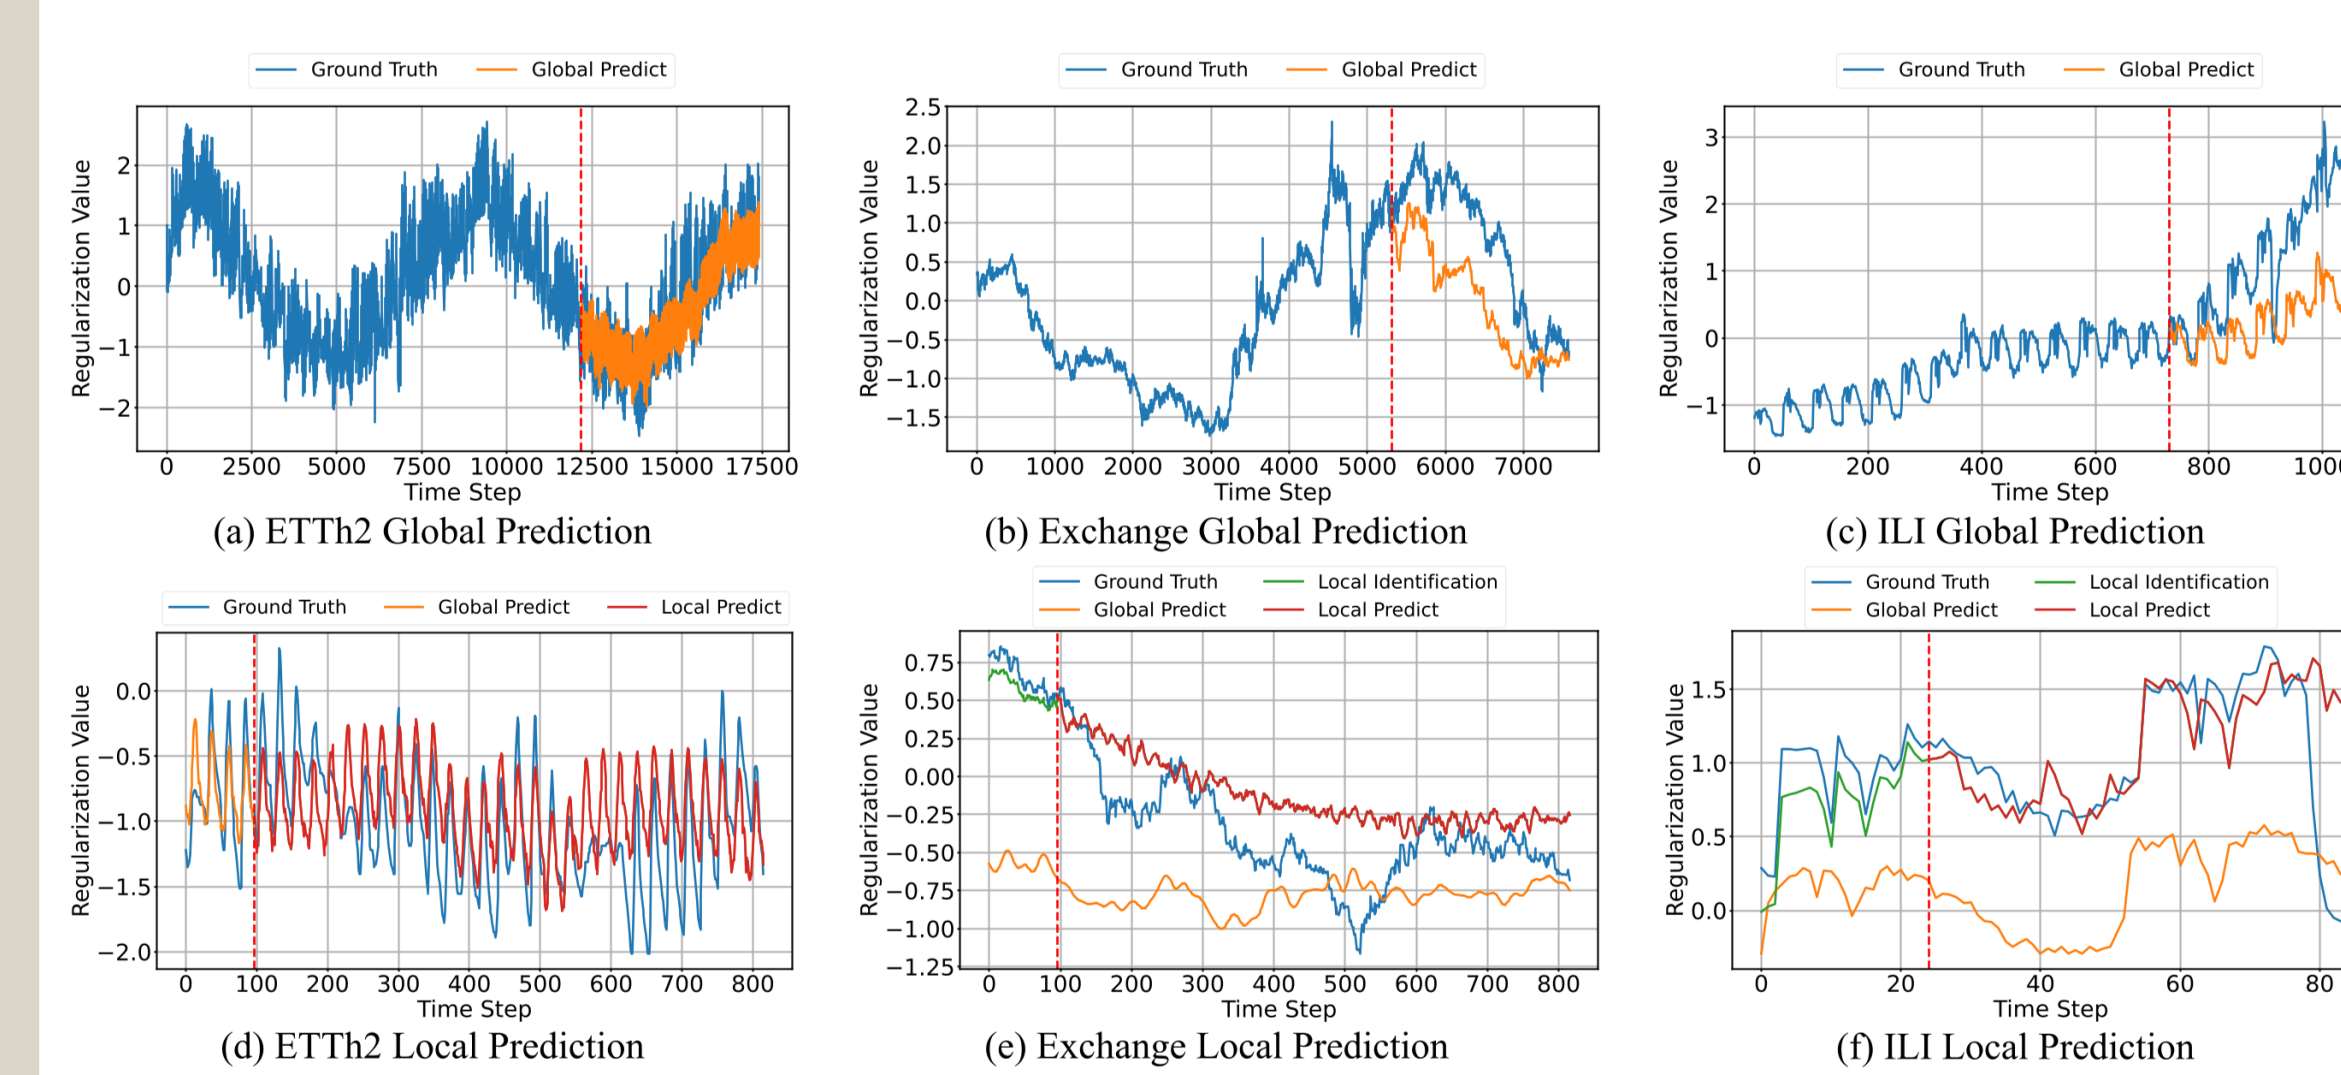 Ground Truth Global Predict
Regularization Value
2
1
0
−1
−2
0 2500 5000 7500 10000 12500 15000 17500
Time Step
(a) ETTh2 Global Prediction
Ground Truth Global Predict
Regularization Value
2.5
2.0
1.5
1.0
0.5
0.0
−0.5
−1.0
−1.5
0 1000 2000 3000 4000 5000 6000 7000
Time Step
(b) Exchange Global Prediction
Ground Truth Global Predict
Regularization Value
3
2
1
0
−1
0 200 400 600 800
Time Step
(c) ILI Global Prediction
Ground Truth Global Predict Local Predict
Regularization Value
0.0
−0.5
−1.0
−1.5
−2.0
0 100 200 300 400 500 600 700 800
Time Step
(d) ETTh2 Local Prediction
Ground Truth Local Identification
Global Predict Local Predict
Regularization Value
0.75
0.50
0.25
0.00
−0.25
−0.50
−0.75
−1.00
−1.25
0 100 200 300 400 500 600 700 800
Time Step
(e) Exchange Local Prediction
Ground Truth Local Identification
Global Predict Local Predict
Regularization Value
1.5
1.0
0.5
0.0
0 20 40 60 80
Time Step
(f) ILI Local Prediction